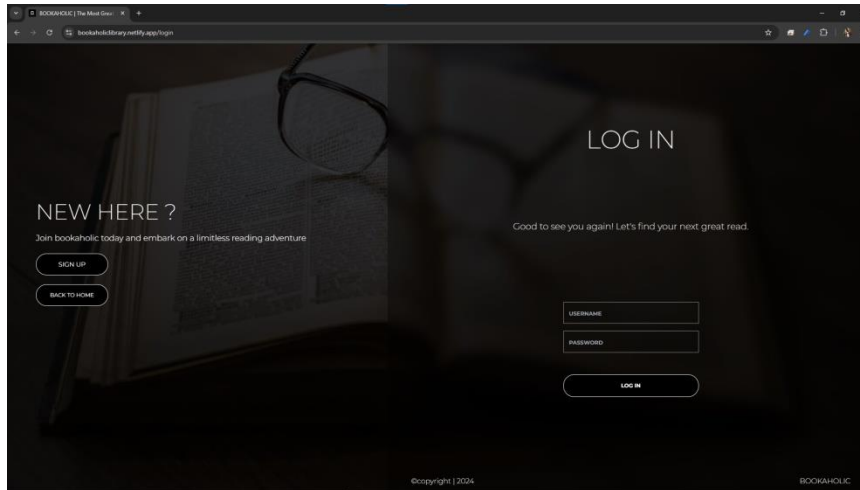 BOOKAHOLIC | The Most Grea
bookaholiclibrary.netlify.app/login
NEW HERE ?
Join bookaholic today and embark on a limitless reading adventure
SIGN UP
BACK TO HOME
LOG IN
Good to see you again! Let's find your next great read.
USERNAME
PASSWORD
LOG IN
©copyright | 2024
BOOKAHOLIC